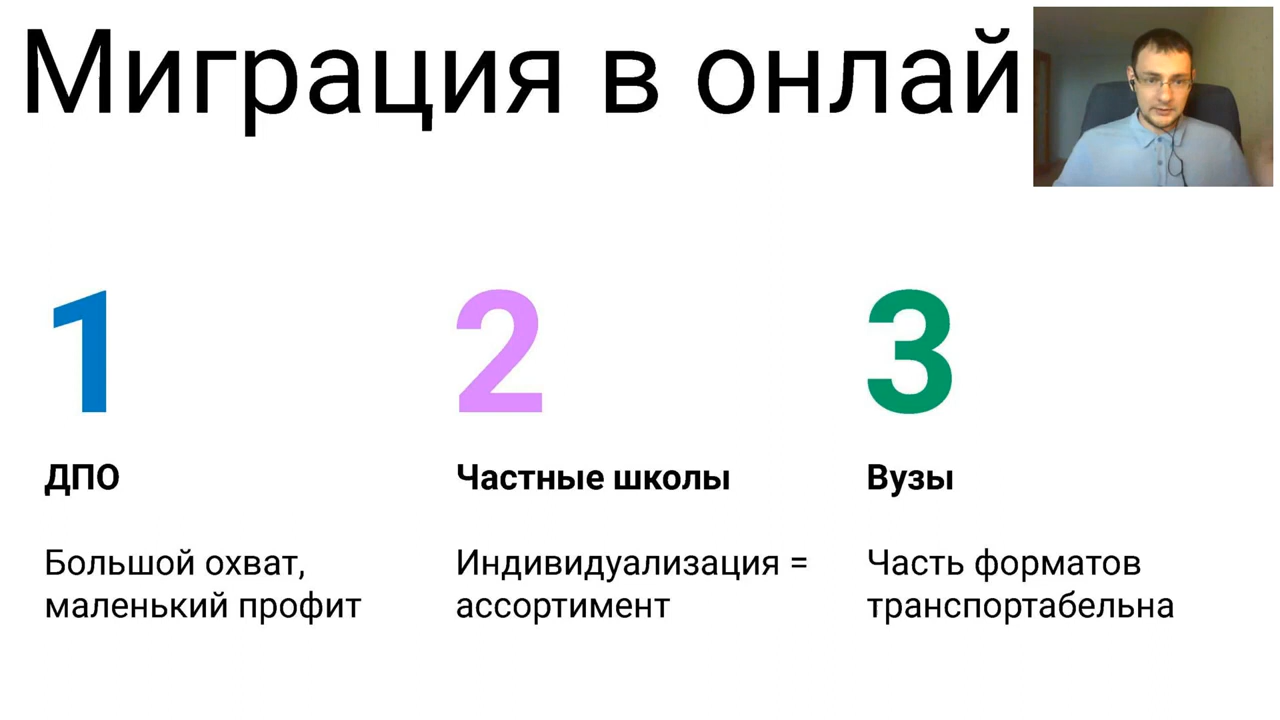 Миграция в онлай
1
2
3
ДПО
Частные школы
Вузы
Большой охват,
маленький профит
Индивидуализация =
ассортимент
Часть форматов
транспортабельна